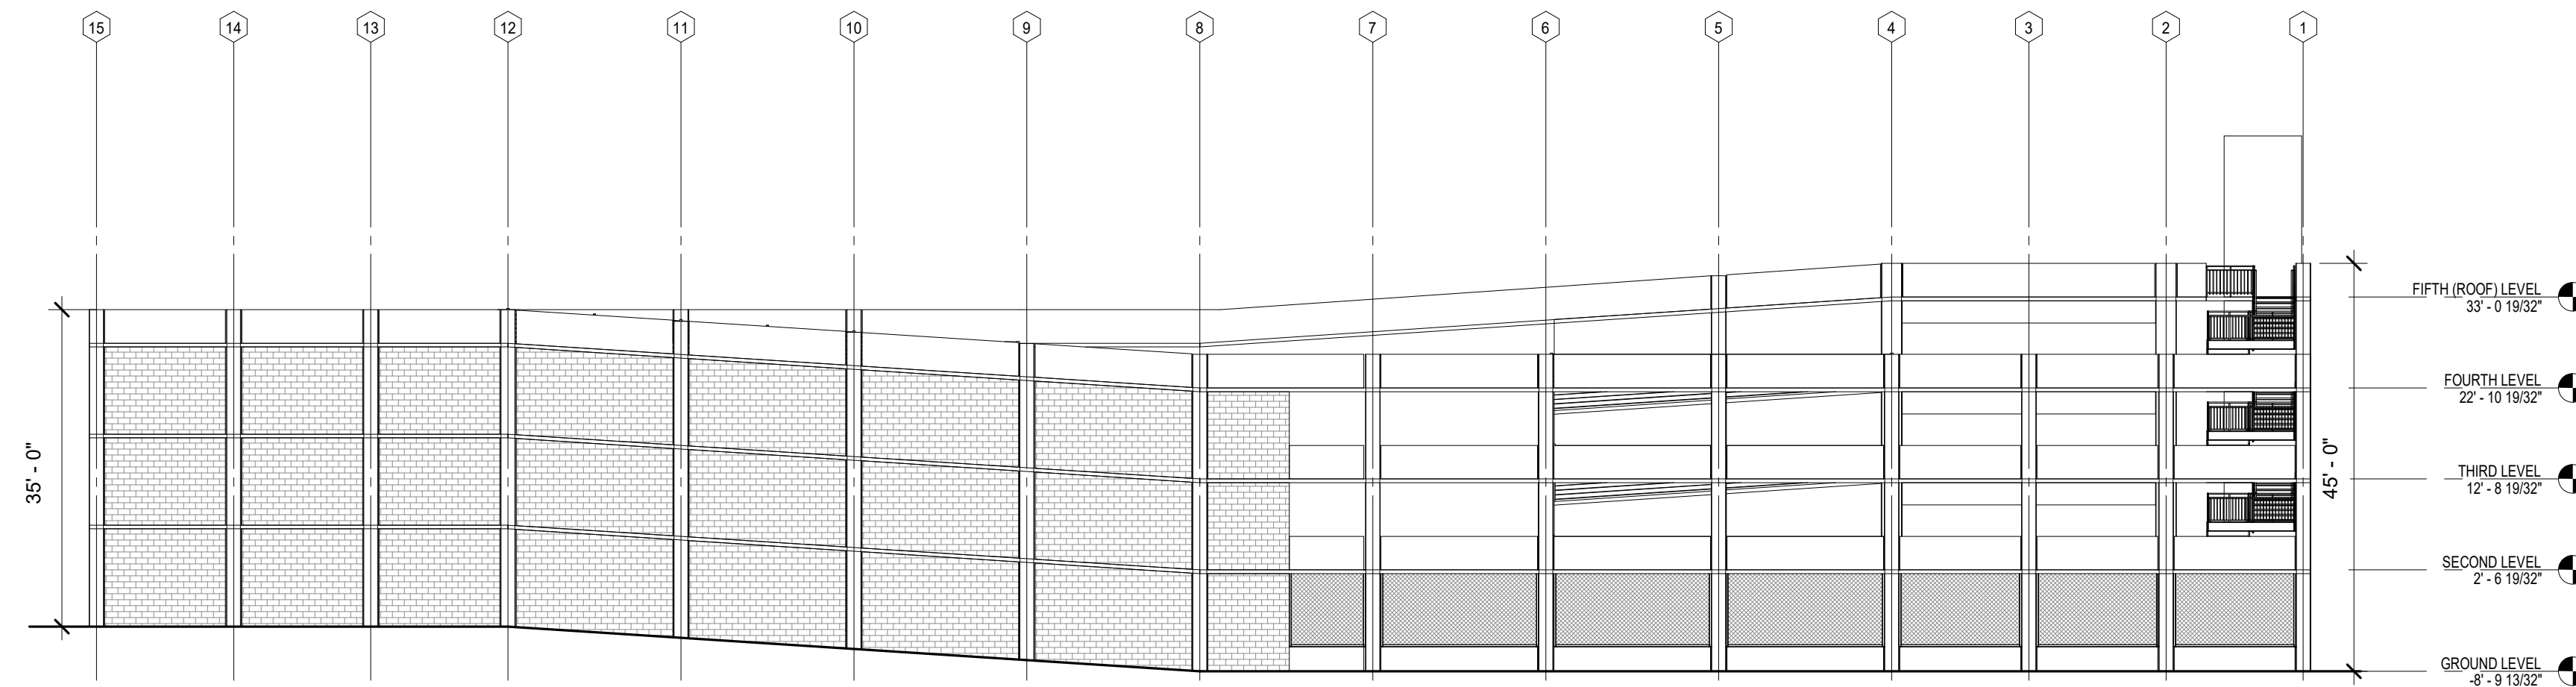 15 14 13 12 11 10 9 8 7 6 5 4 3 2 1
35' - 0"
45' - 0"
FIFTH (ROOF) LEVEL
33' - 0 19/32"
FOURTH LEVEL
22' - 10 19/32"
THIRD LEVEL
12' - 8 19/32"
SECOND LEVEL
2' - 6 19/32"
GROUND LEVEL
-8' - 9 13/32"